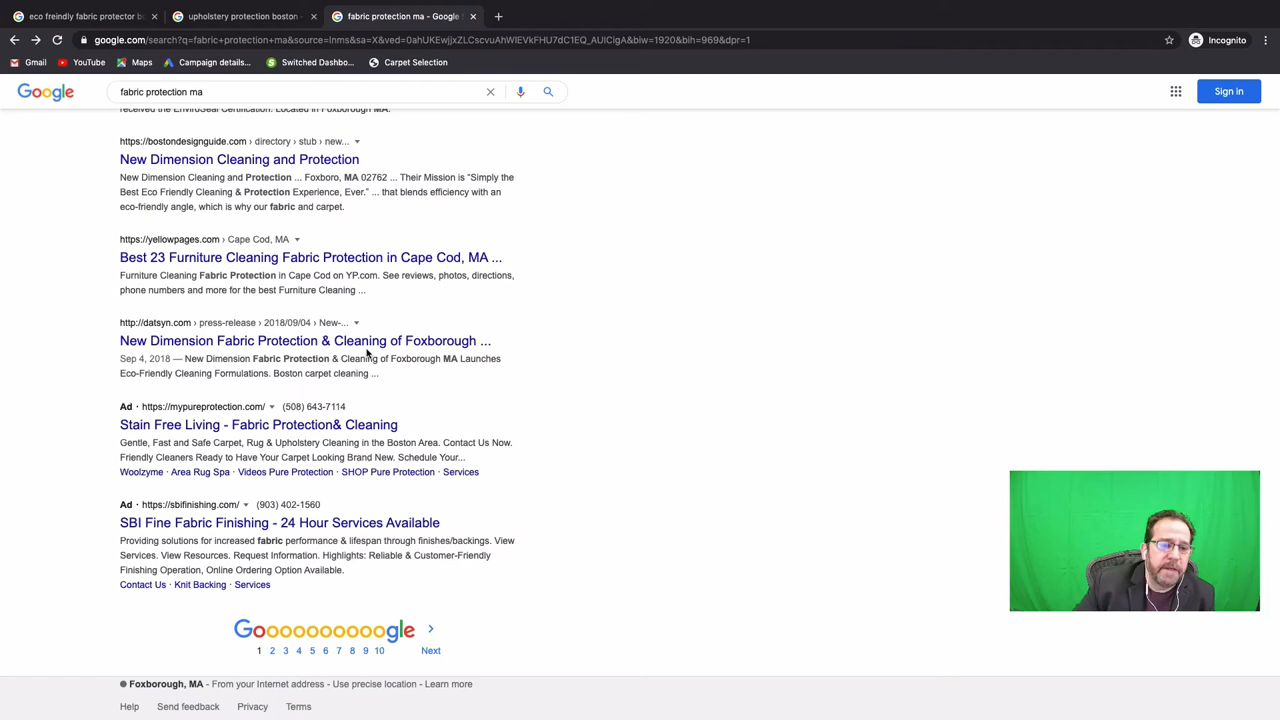 eco freindly fabric protector b
upholstery protection boston -
fabric protection ma - Google
google.com/search?q=fabric+protection+ma&source=lnms&sa=X&ved=0ahUKEwjjxZLCscvuAhWIEVkFHU7dC1EQ_AUICigA&biw=1920&bih=969&dpr=1
Incognito
Gmail YouTube Maps Campaign details... Switched Dashbo... Carpet Selection
Google
fabric protection ma
Sign in
received the EnviroSeal Certification. Located in Foxborough MA.
https://bostondesignguide.com › directory › stub › new...
New Dimension Cleaning and Protection
New Dimension Cleaning and Protection ... Foxboro, MA 02762 ... Their Mission is “Simply the
Best Eco Friendly Cleaning & Protection Experience, Ever.” ... that blends efficiency with an
eco-friendly angle, which is why our fabric and carpet.
https://yellowpages.com › Cape Cod, MA
Best 23 Furniture Cleaning Fabric Protection in Cape Cod, MA ...
Furniture Cleaning Fabric Protection in Cape Cod on YP.com. See reviews, photos, directions,
phone numbers and more for the best Furniture Cleaning ...
http://datsyn.com › press-release › 2018/09/04 › New-...
New Dimension Fabric Protection & Cleaning of Foxborough ...
Sep 4, 2018 — New Dimension Fabric Protection & Cleaning of Foxborough MA Launches
Eco-Friendly Cleaning Formulations. Boston carpet cleaning ...
Ad · https://mypureprotection.com/ (508) 643-7114
Stain Free Living - Fabric Protection& Cleaning
Gentle, Fast and Safe Carpet, Rug & Upholstery Cleaning in the Boston Area. Contact Us Now.
Friendly Cleaners Ready to Have Your Carpet Looking Brand New. Schedule Your...
Woolzyme · Area Rug Spa · Videos Pure Protection · SHOP Pure Protection · Services
Ad · https://sbifinishing.com/ (903) 402-1560
SBI Fine Fabric Finishing - 24 Hour Services Available
Providing solutions for increased fabric performance & lifespan through finishes/backings. View
Services. View Resources. Request Information. Highlights: Reliable & Customer-Friendly
Finishing Operation, Online Ordering Option Available.
Contact Us · Knit Backing · Services
Goooooooooogle
1 2 3 4 5 6 7 8 9 10 Next
Foxborough, MA - From your Internet address - Use precise location - Learn more
Help Send feedback Privacy Terms